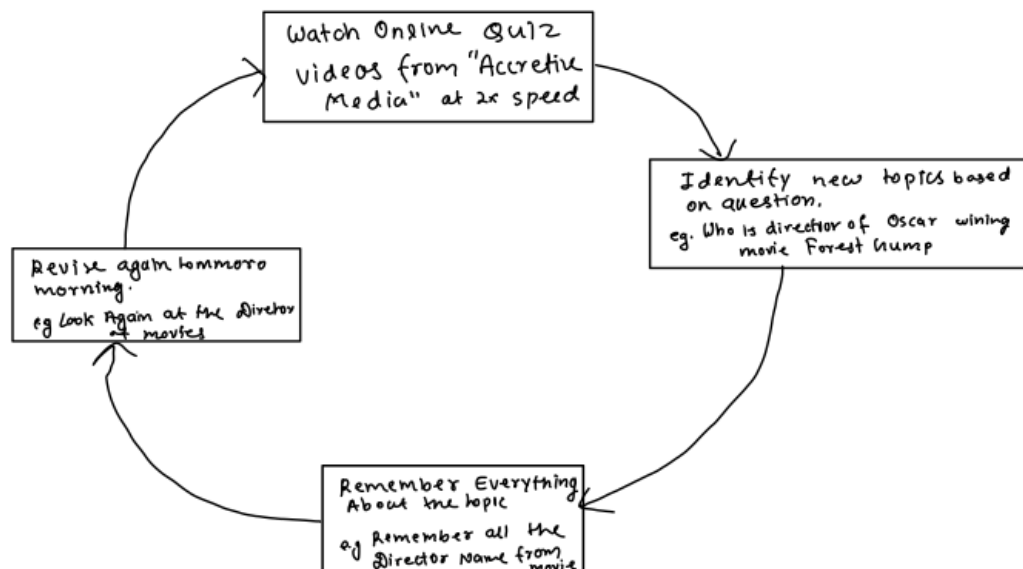 Watch Online Quiz
videos from "Accretive
Media" at 2x speed
Identify new topics based
on question.
eg. Who is director of Oscar wining
movie Forest Gump
Remember Everything
About the topic
eg Remember all the
Director Name from
movie
Revise again tommoro
morning.
eg Look Again at the Diretor
of movies